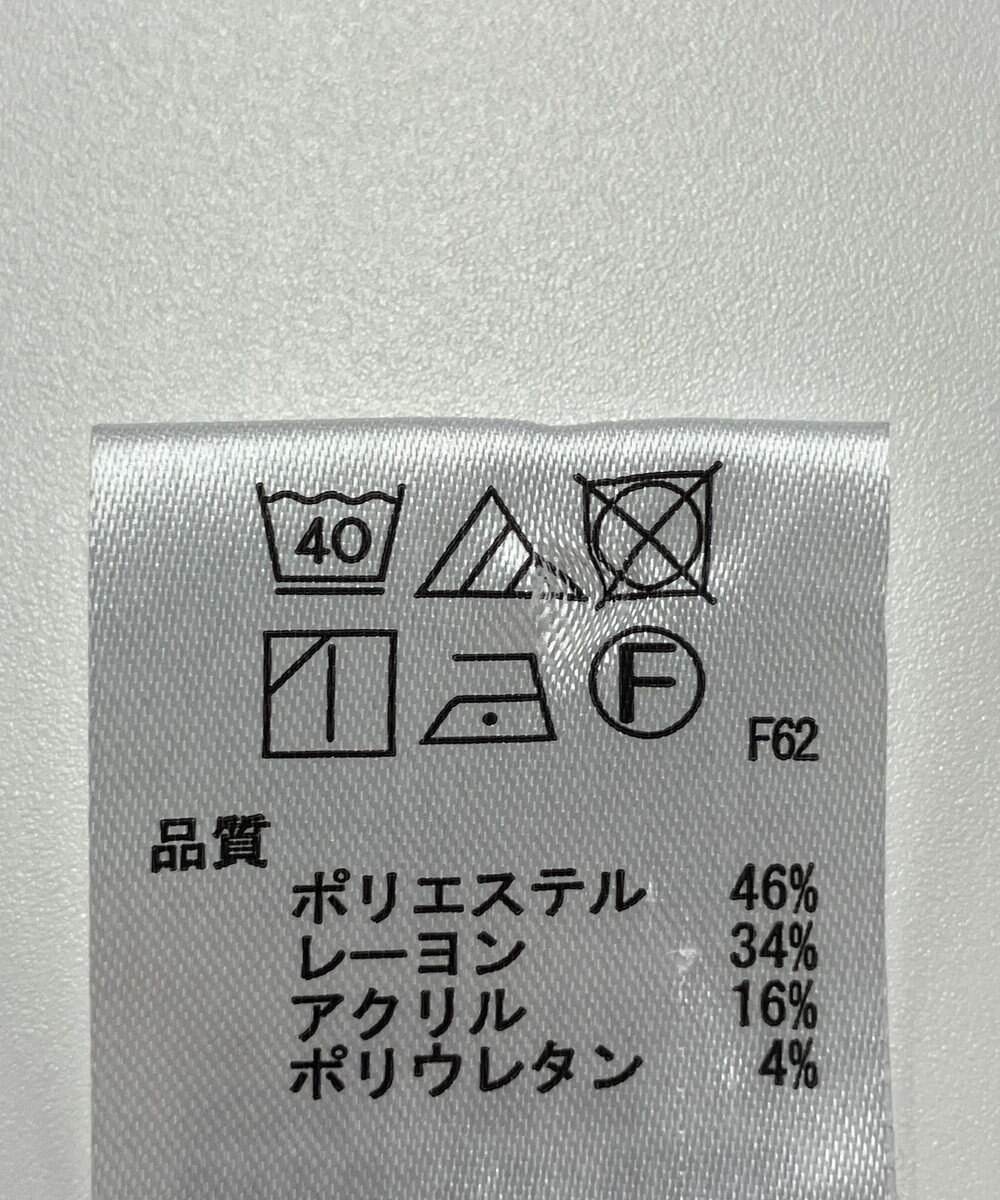 40
F
F62
品質
ポリエステル 46%
レーヨン 34%
アクリル 16%
ポリウレタン 4%